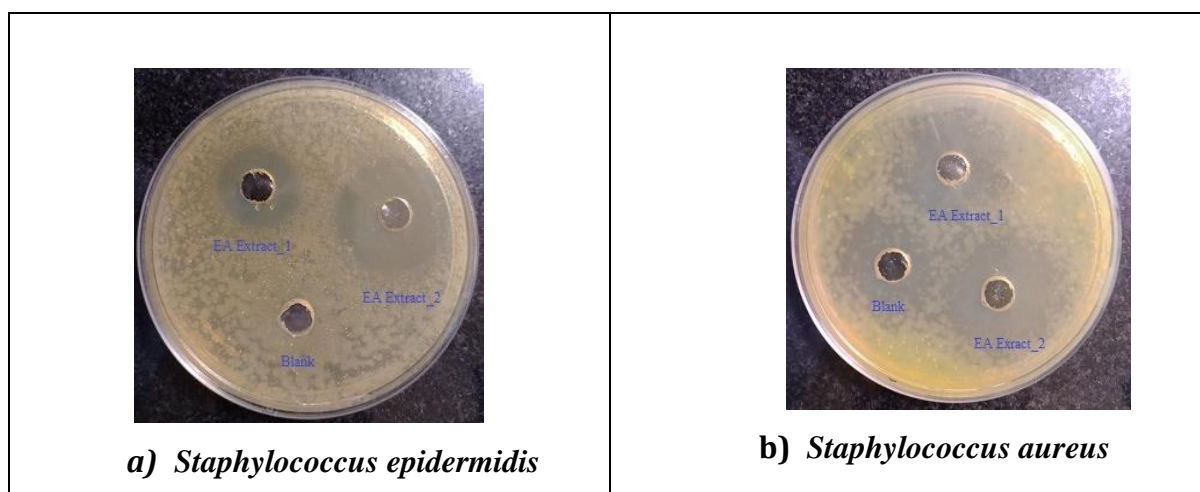 EA Extract_1
EA Extract_2
Blank
a) Staphylococcus epidermidis
EA Extract_1
Blank
EA Exract_2
b) Staphylococcus aureus